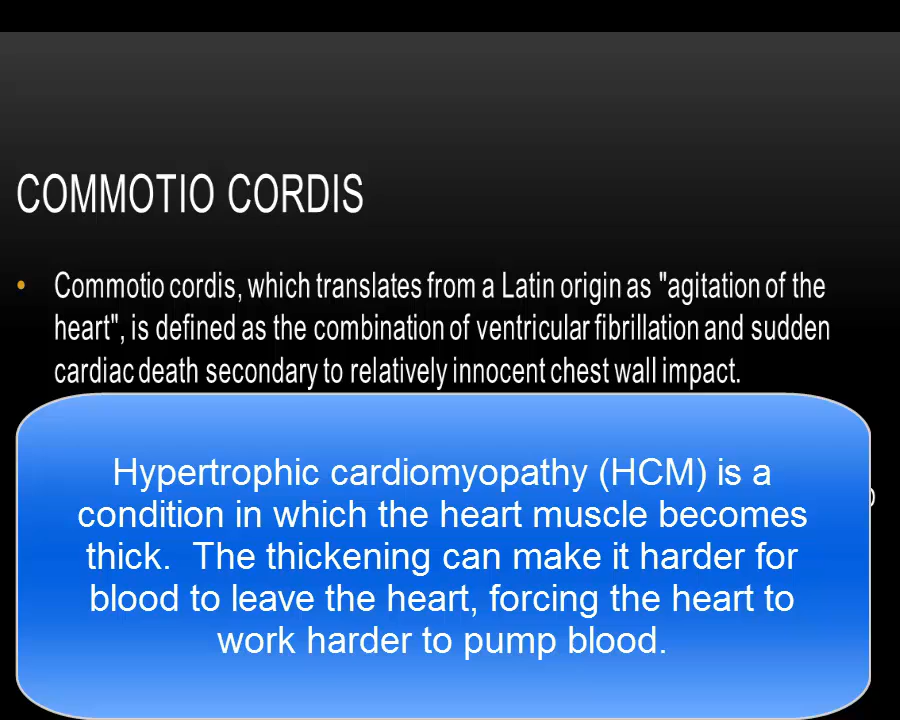 COMMOTIO CORDIS
• Commotio cordis, which translates from a Latin origin as "agitation of the
heart", is defined as the combination of ventricular fibrillation and sudden
cardiac death secondary to relatively innocent chest wall impact.
Hypertrophic cardiomyopathy (HCM) is a
condition in which the heart muscle becomes
thick.  The thickening can make it harder for
blood to leave the heart, forcing the heart to
work harder to pump blood.